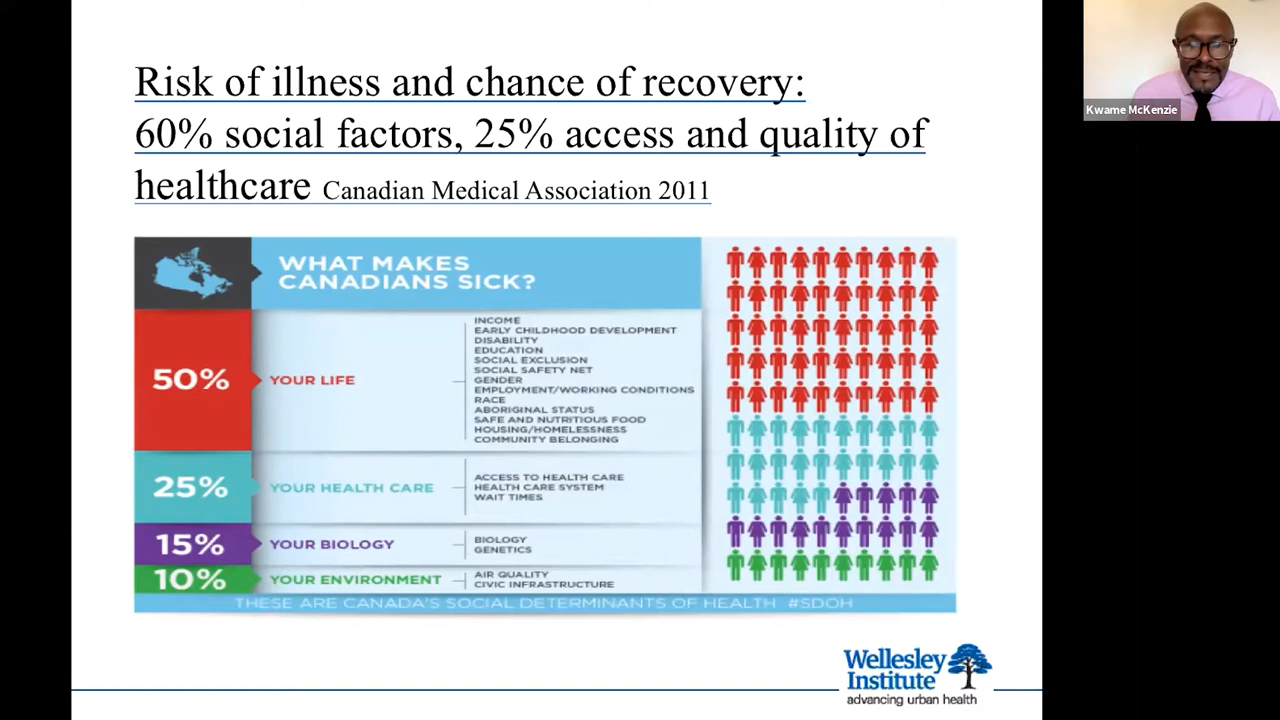 Risk of illness and chance of recovery:
60% social factors, 25% access and quality of
healthcare Canadian Medical Association 2011
Kwame McKenzie
WHAT MAKES
CANADIANS SICK?
50%
YOUR LIFE
INCOME
EARLY CHILDHOOD DEVELOPMENT
DISABILITY
EDUCATION
SOCIAL EXCLUSION
SOCIAL SAFETY NET
GENDER
EMPLOYMENT/WORKING CONDITIONS
RACE
ABORIGINAL STATUS
SAFE AND NUTRITIOUS FOOD
HOUSING/HOMELESSNESS
COMMUNITY BELONGING
25%
YOUR HEALTH CARE
ACCESS TO HEALTH CARE
HEALTH CARE SYSTEM
WAIT TIMES
15%
YOUR BIOLOGY
BIOLOGY
GENETICS
10%
YOUR ENVIRONMENT
AIR QUALITY
CIVIC INFRASTRUCTURE
THESE ARE CANADA'S SOCIAL DETERMINANTS OF HEALTH #SDOH
Wellesley
Institute
advancing urban health